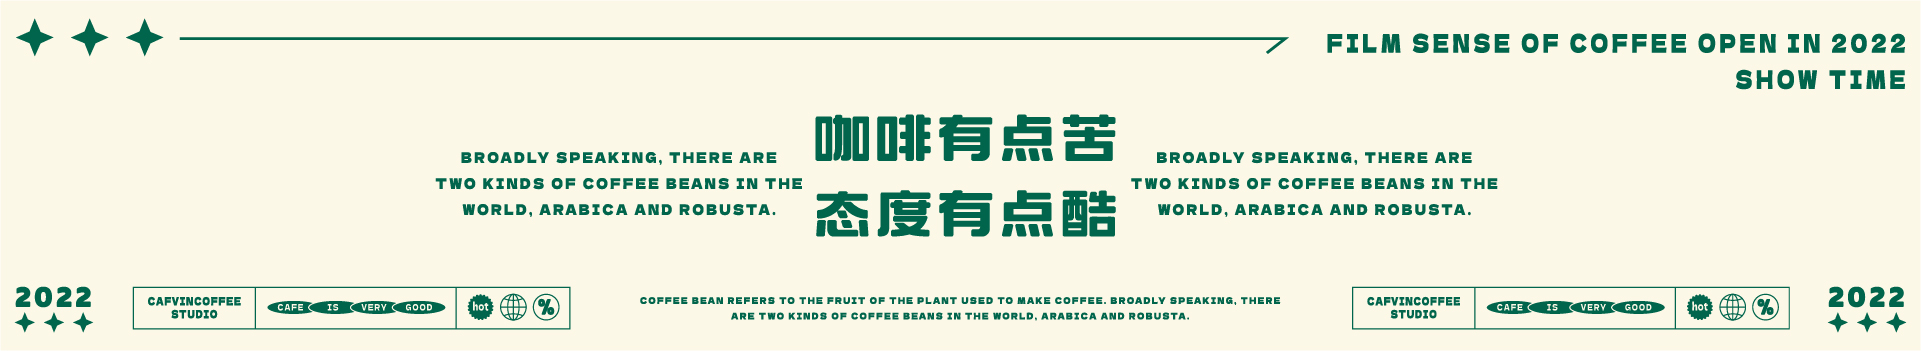 FILM SENSE OF COFFEE OPEN IN 2022
SHOW TIME
咖啡有点苦
态度有点酷
BROADLY SPEAKING, THERE ARE
TWO KINDS OF COFFEE BEANS IN THE
WORLD, ARABICA AND ROBUSTA.
BROADLY SPEAKING, THERE ARE
TWO KINDS OF COFFEE BEANS IN THE
WORLD, ARABICA AND ROBUSTA.
2022
CAFVINCOFFEE
STUDIO
CAFE IS VERY GOOD
hot %
COFFEE BEAN REFERS TO THE FRUIT OF THE PLANT USED TO MAKE COFFEE. BROADLY SPEAKING, THERE
ARE TWO KINDS OF COFFEE BEANS IN THE WORLD, ARABICA AND ROBUSTA.
CAFVINCOFFEE
STUDIO
CAFE IS VERY GOOD
hot %
2022